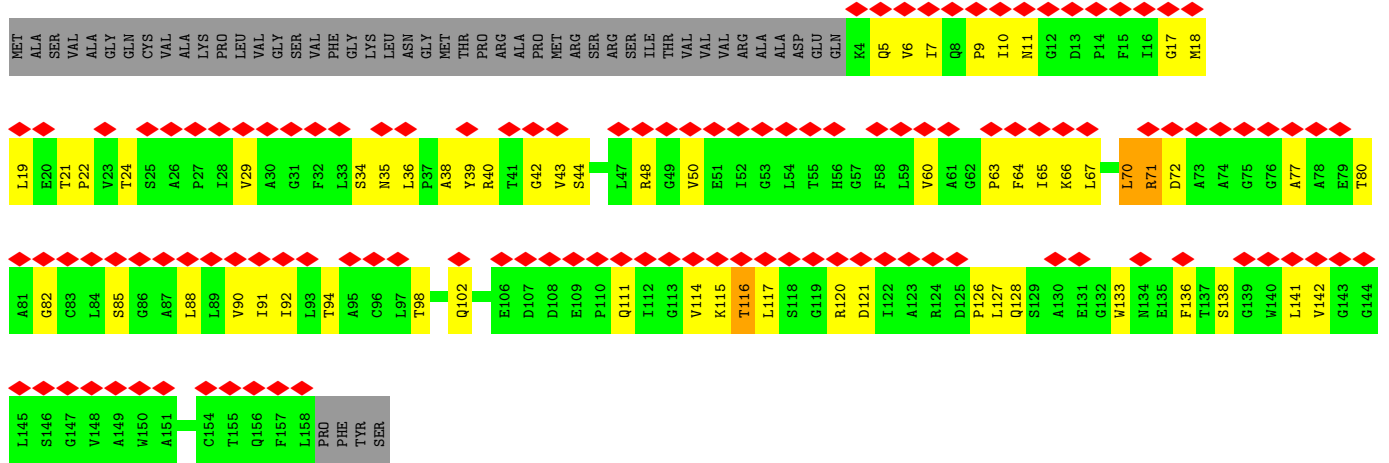 MET ALA SER VAL ALA GLY GLN CYS VAL ALA LYS PRO LEU VAL GLY SER VAL PHE GLY LYS LEU ASN GLY MET THR PRO ARG ALA PRO MET ARG SER ARG SER ILE THR VAL VAL VAL ARG ALA ALA ASP GLU GLN K4 Q5 V6 I7 Q8 P9 I10 N11 G12 D13 P14 F15 I16 G17 M18
L19 E20 T21 P22 V23 T24 S25 A26 P27 I28 V29 A30 G31 F32 L33 S34 N35 L36 P37 A38 Y39 R40 T41 G42 V43 S44 L47 R48 G49 V50 E51 I52 G53 L54 T55 H56 G57 F58 L59 V60 A61 G62 P63 F64 I65 K66 L67 L70 R71 D72 A73 A74 G75 G76 A77 A78 E79 T80
A81 G82 C83 L84 S85 G86 A87 L88 L89 V90 I91 I92 L93 T94 A95 C96 L97 T98 Q102 E106 D107 D108 E109 P110 Q111 I112 G113 V114 K115 T116 L117 S118 G119 R120 D121 I122 A123 R124 D125 P126 L127 Q128 S129 A130 E131 G132 W133 N134 E135 F136 T137 S138 G139 W140 L141 V142 G143 G144
L145 S146 G147 V148 A149 W150 A151 C154 T155 Q156 F157 L158 PRO PHE TYR SER